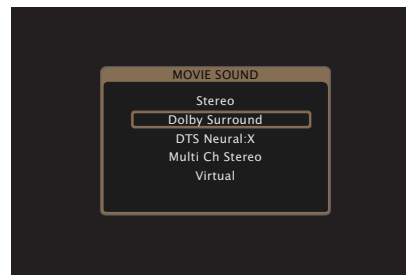 MOVIE SOUND
Stereo
Dolby Surround
DTS Neural:X
Multi Ch Stereo
Virtual